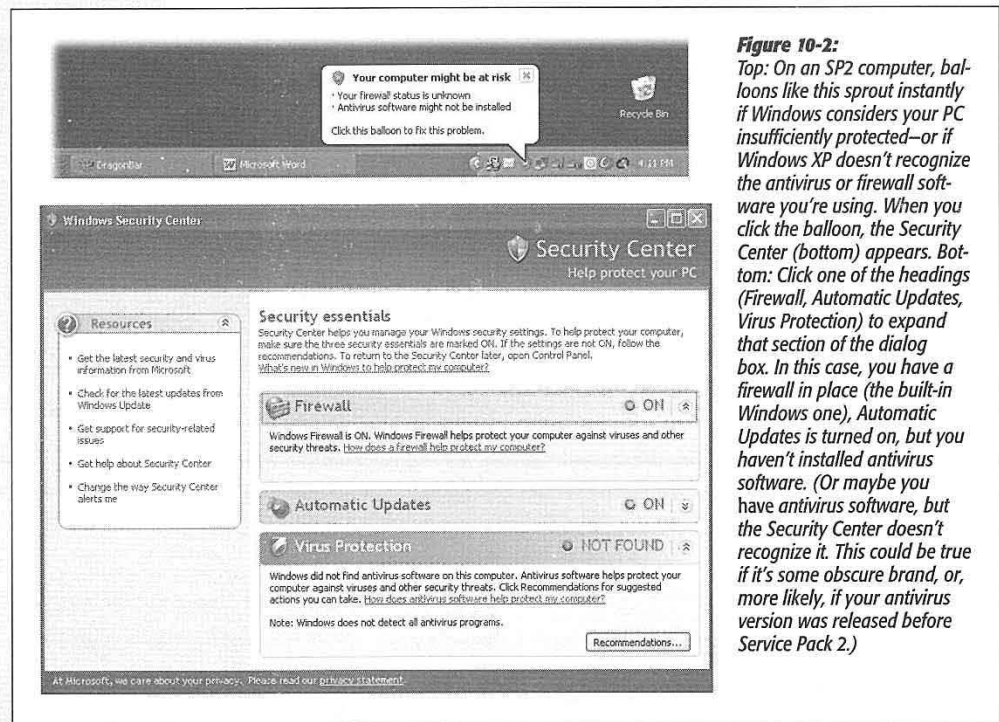 Your computer might be at risk
• Your firewall status is unknown
• Antivirus software might not be installed
Click this balloon to fix this problem.
Recycle Bin
DragonBar
Microsoft Word
4:11 PM
Windows Security Center
Security Center
Help protect your PC
Resources
• Get the latest security and virus
information from Microsoft
• Check for the latest updates from
Windows Update
• Get support for security-related
issues
• Get help about Security Center
• Change the way Security Center
alerts me
Security essentials
Security Center helps you manage your Windows security settings. To help protect your computer,
make sure the three security essentials are marked ON. If the settings are not ON, follow the
recommendations. To return to the Security Center later, open Control Panel.
What's new in Windows to help protect my computer?
Firewall
ON
Windows Firewall is ON. Windows Firewall helps protect your computer against viruses and other
security threats. How does a firewall help protect my computer?
Automatic Updates
ON
Virus Protection
NOT FOUND
Windows did not find antivirus software on this computer. Antivirus software helps protect your
computer against viruses and other security threats. Click Recommendations for suggested
actions you can take. How does antivirus software help protect my computer?
Note: Windows does not detect all antivirus programs.
Recommendations...
At Microsoft, we care about your privacy. Please read our privacy statement.
Figure 10-2:
Top: On an SP2 computer, bal-
loons like this sprout instantly
if Windows considers your PC
insufficiently protected—or if
Windows XP doesn't recognize
the antivirus or firewall soft-
ware you're using. When you
click the balloon, the Security
Center (bottom) appears. Bot-
tom: Click one of the headings
(Firewall, Automatic Updates,
Virus Protection) to expand
that section of the dialog
box. In this case, you have a
firewall in place (the built-in
Windows one), Automatic
Updates is turned on, but you
haven't installed antivirus
software. (Or maybe you
have antivirus software, but
the Security Center doesn't
recognize it. This could be true
if it's some obscure brand, or,
more likely, if your antivirus
version was released before
Service Pack 2.)